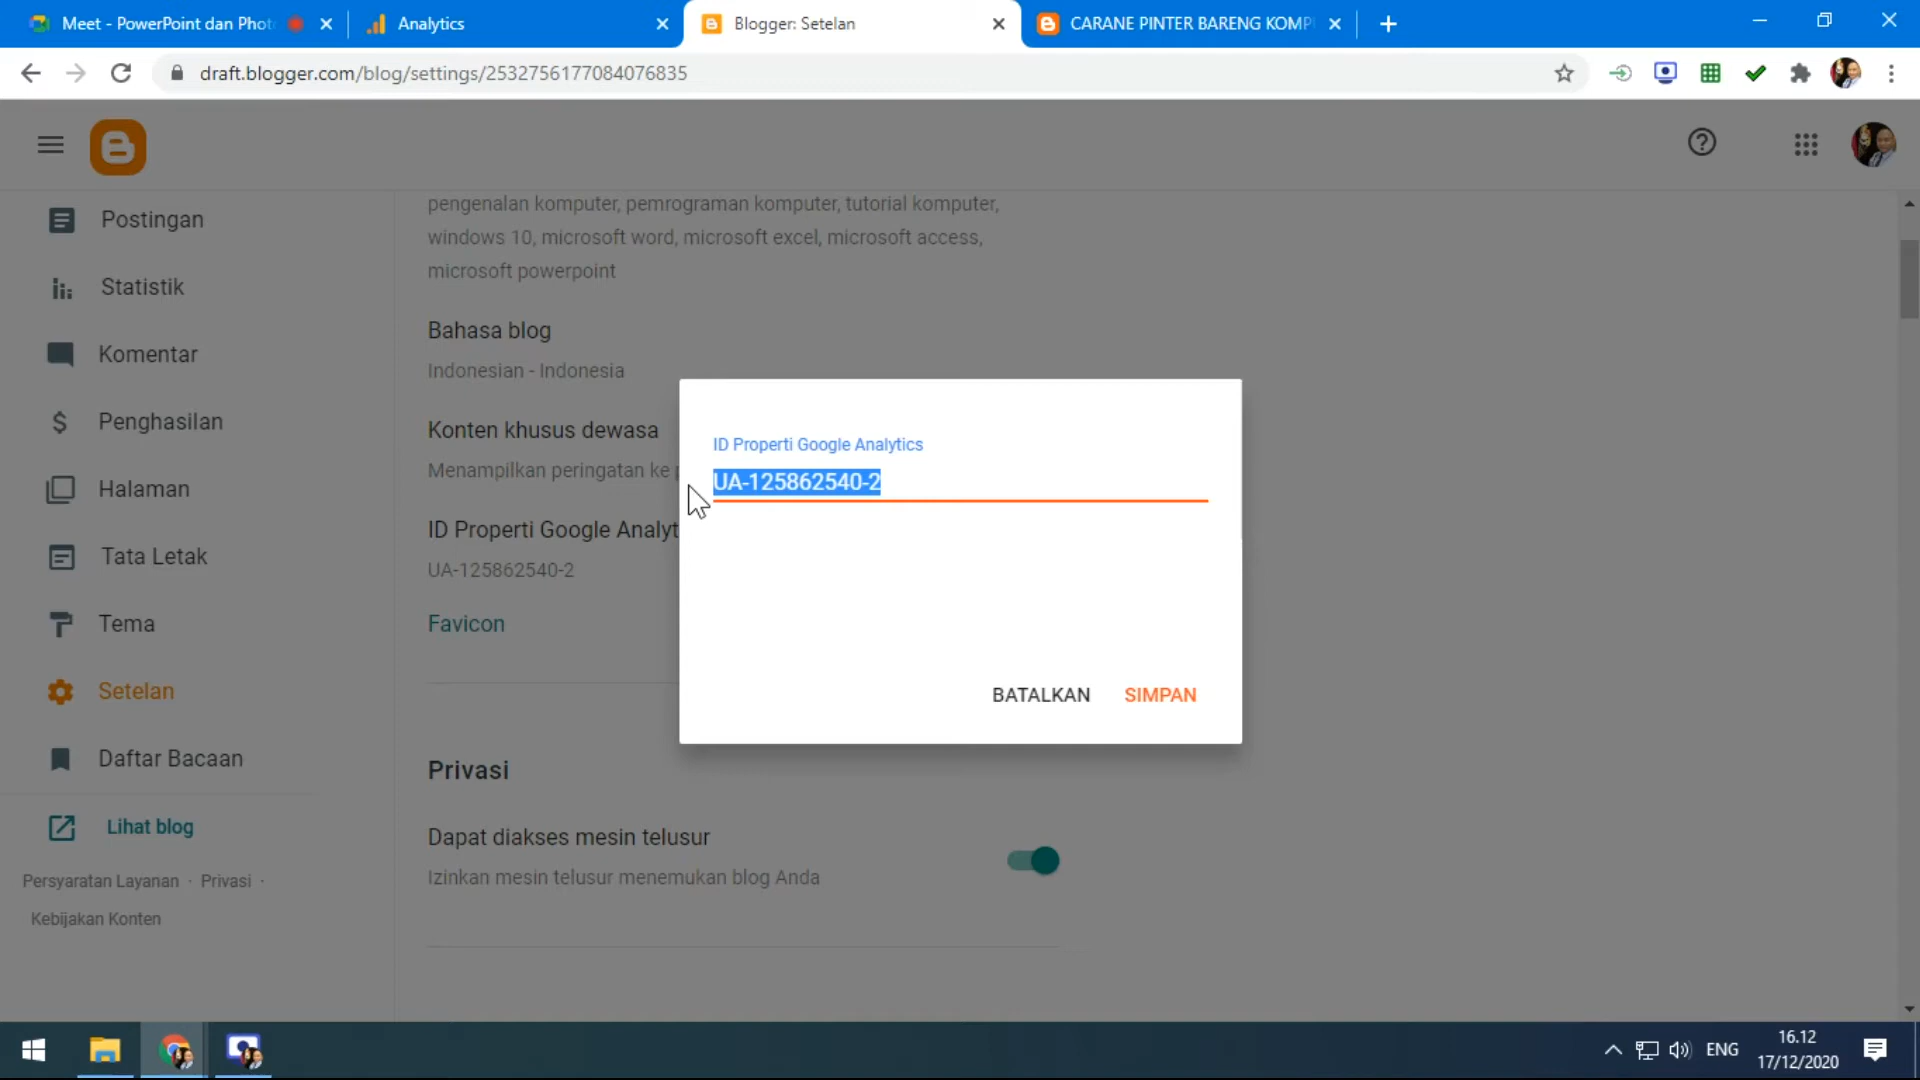 Meet - PowerPoint dan Phot
Analytics
Blogger: Setelan
CARANE PINTER BARENG KOMP
draft.blogger.com/blog/settings/2532756177084076835
Postingan
Statistik
Komentar
Penghasilan
Halaman
Tata Letak
Tema
Setelan
Daftar Bacaan
Lihat blog
Persyaratan Layanan · Privasi ·
Kebijakan Konten
pengenalan komputer, pemrograman komputer, tutorial komputer,
windows 10, microsoft word, microsoft excel, microsoft access,
microsoft powerpoint
Bahasa blog
Indonesian - Indonesia
Konten khusus dewasa
Menampilkan peringatan ke p
ID Properti Google Analyt
UA-125862540-2
Favicon
ID Properti Google Analytics
UA-125862540-2
BATALKAN
SIMPAN
Privasi
Dapat diakses mesin telusur
Izinkan mesin telusur menemukan blog Anda
ENG
16.12
17/12/2020